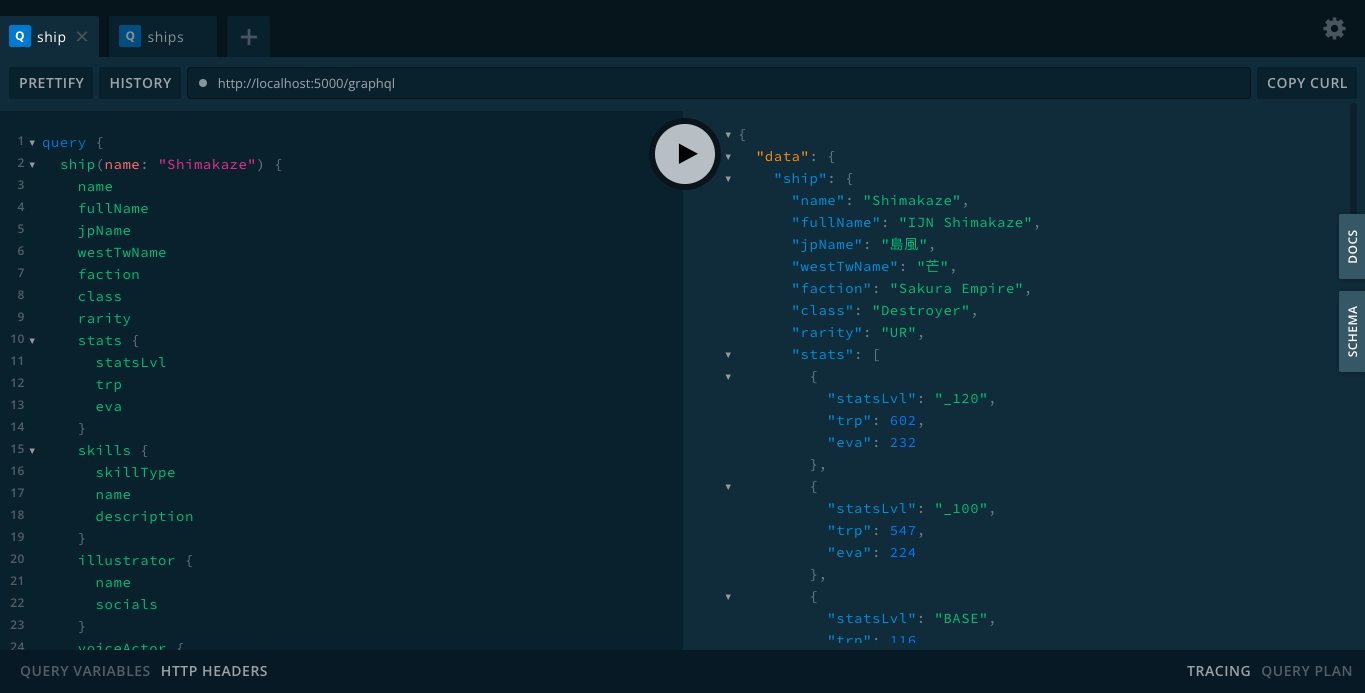 Q ship × Q ships +
PRETTIFY HISTORY http://localhost:5000/graphql COPY CURL
1 query {
2 ship(name: "Shimakaze") {
3 name
4 fullName
5 jpName
6 westTwName
7 faction
8 class
9 rarity
10 stats {
11 statsLvl
12 trp
13 eva
14 }
15 skills {
16 skillType
17 name
18 description
19 }
20 illustrator {
21 name
22 socials
23 }
24 voiceActor {
{
"data": {
"ship": {
"name": "Shimakaze",
"fullName": "IJN Shimakaze",
"jpName": "島風",
"westTwName": "芒",
"faction": "Sakura Empire",
"class": "Destroyer",
"rarity": "UR",
"stats": [
{
"statsLvl": "_120",
"trp": 602,
"eva": 232
},
{
"statsLvl": "_100",
"trp": 547,
"eva": 224
},
{
"statsLvl": "BASE",
"trp": 116
DOCS
SCHEMA
QUERY VARIABLES HTTP HEADERS TRACING QUERY PLAN